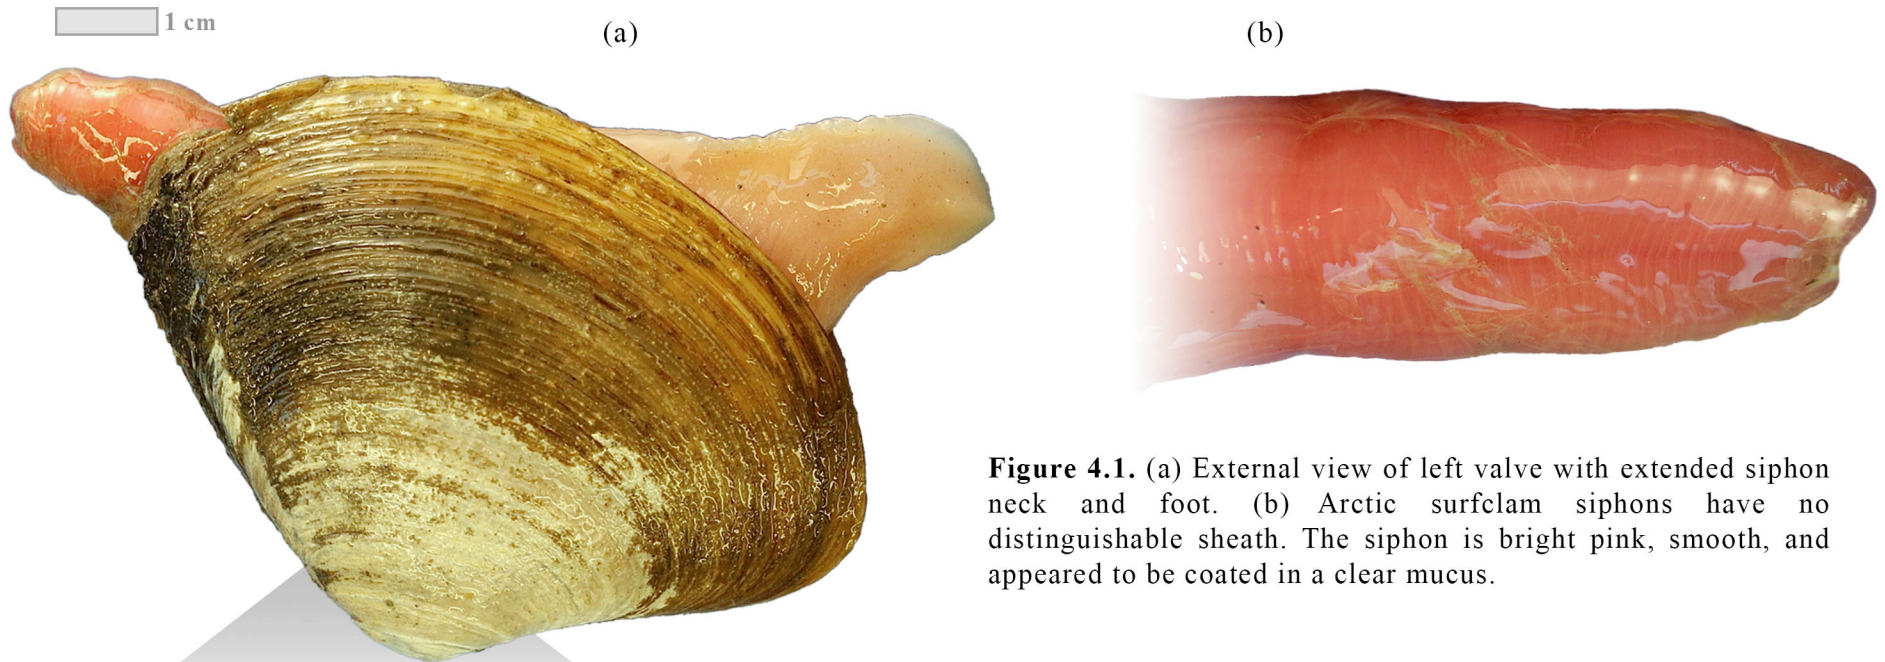 1 cm
(a)
(b)
Figure 4.1. (a) External view of left valve with extended siphon
neck and foot. (b) Arctic surfclam siphons have no
distinguishable sheath. The siphon is bright pink, smooth, and
appeared to be coated in a clear mucus.